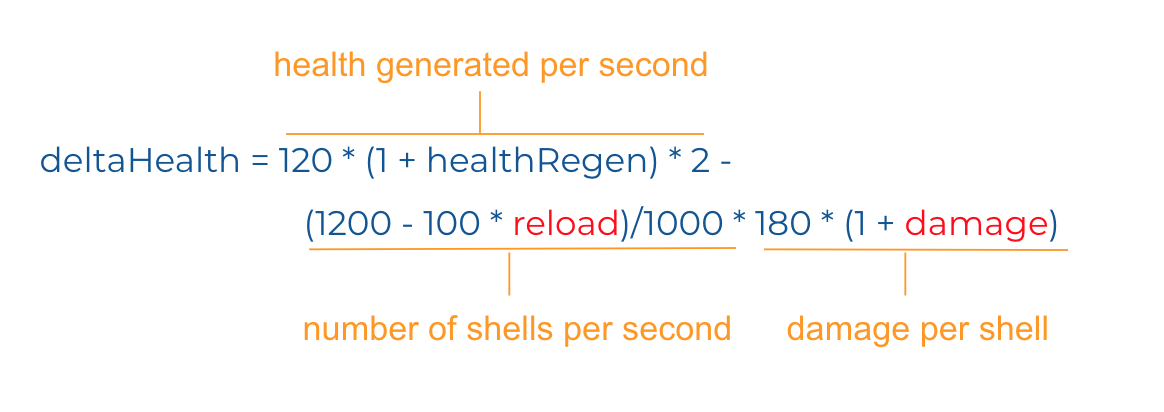 health generated per second
deltaHealth = 120 * (1 + healthRegen) * 2 -
(1200 - 100 * reload)/1000 * 180 * (1 + damage)
number of shells per second
damage per shell